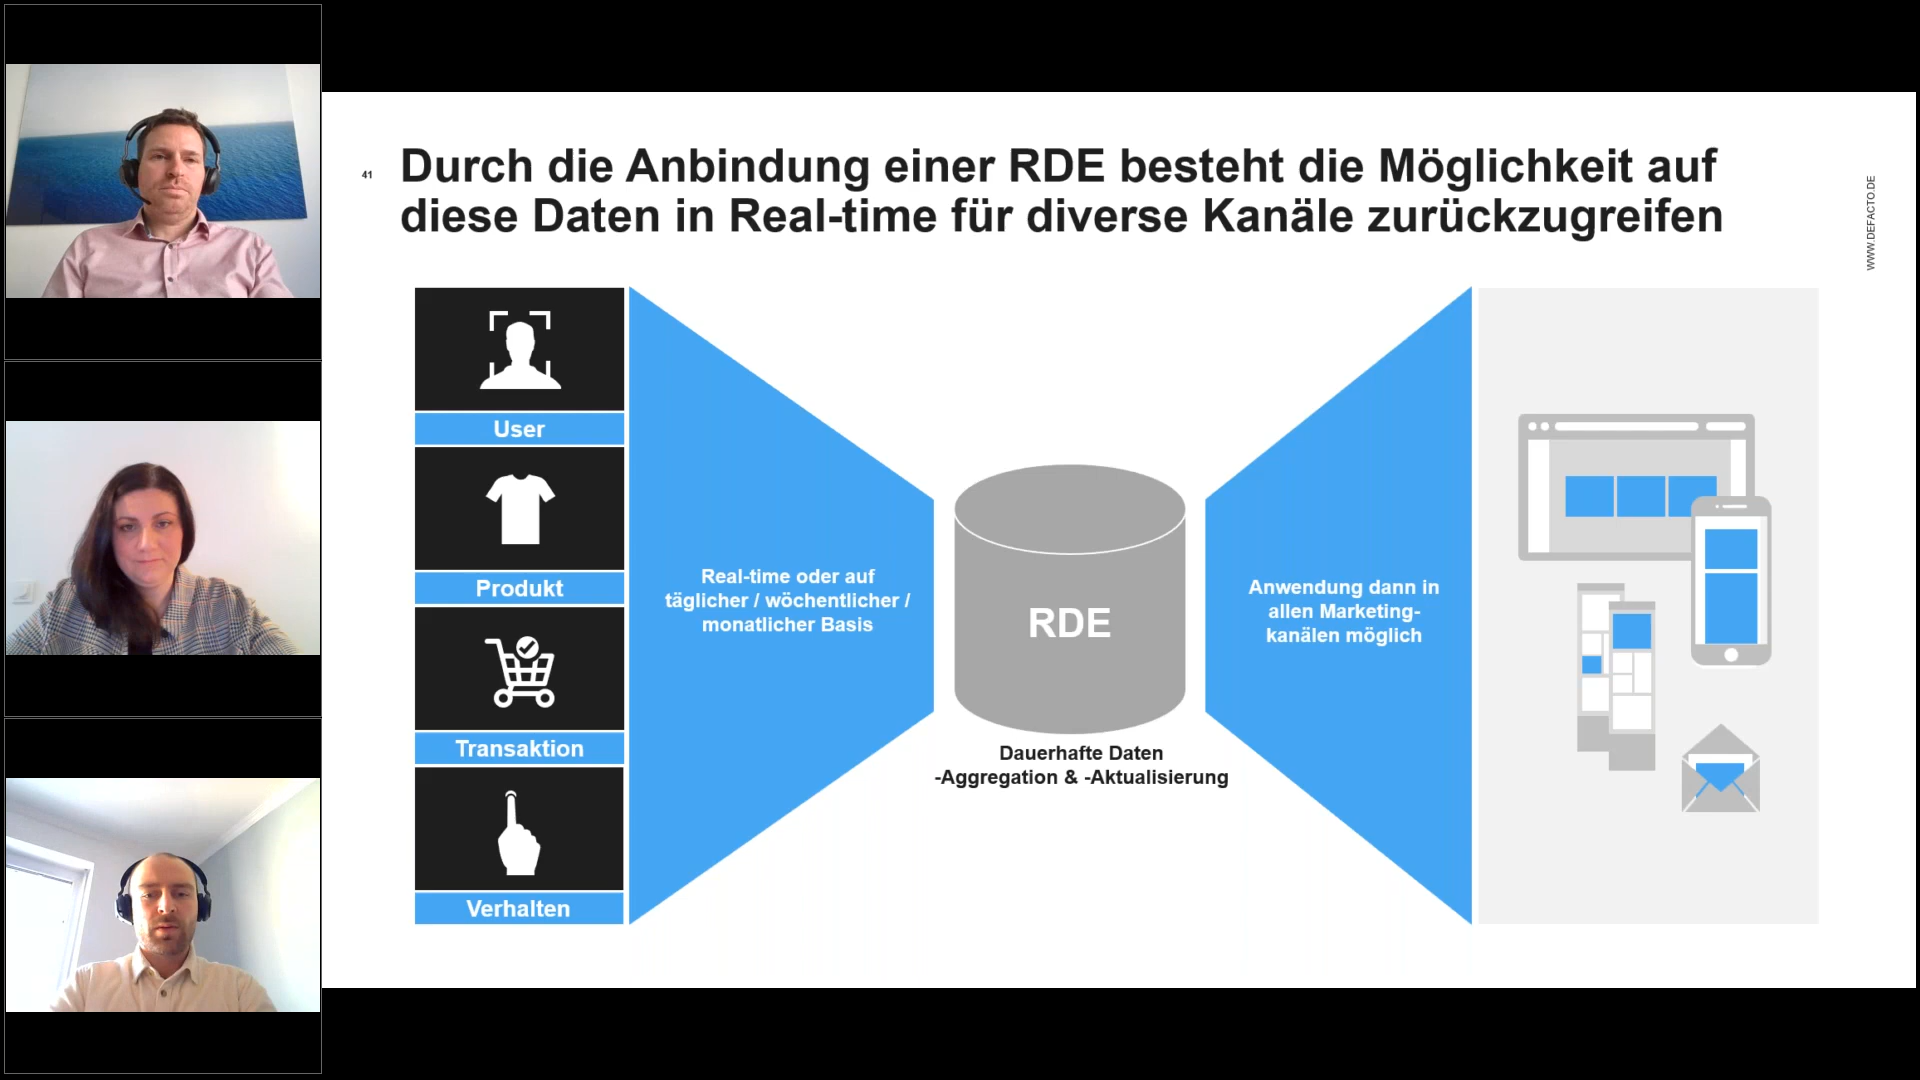 41
Durch die Anbindung einer RDE besteht die Möglichkeit auf
diese Daten in Real-time für diverse Kanäle zurückzugreifen
WWW.DEFACTO.DE
User
Produkt
Transaktion
Verhalten
Real-time oder auf
täglicher / wöchentlicher /
monatlicher Basis
RDE
Dauerhafte Daten
-Aggregation & -Aktualisierung
Anwendung dann in
allen Marketing-
kanälen möglich